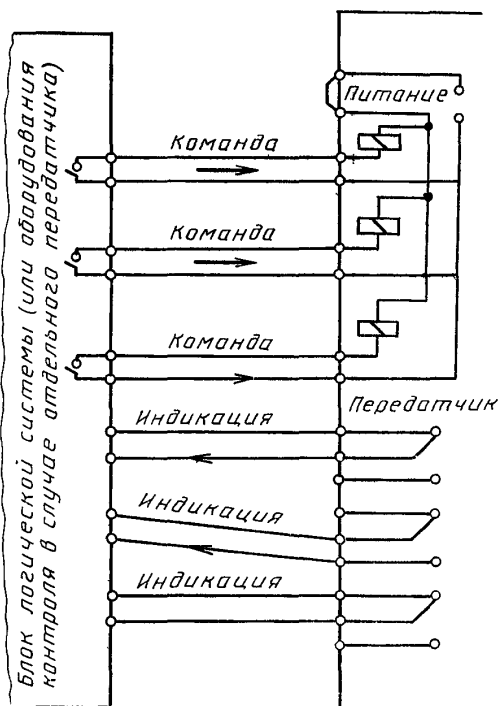 Блок логической системы (или оборудования
контроля в случае отдельного передатчика)
Питание
Команда
Команда
Команда
Передатчик
Индикация
Индикация
Индикация